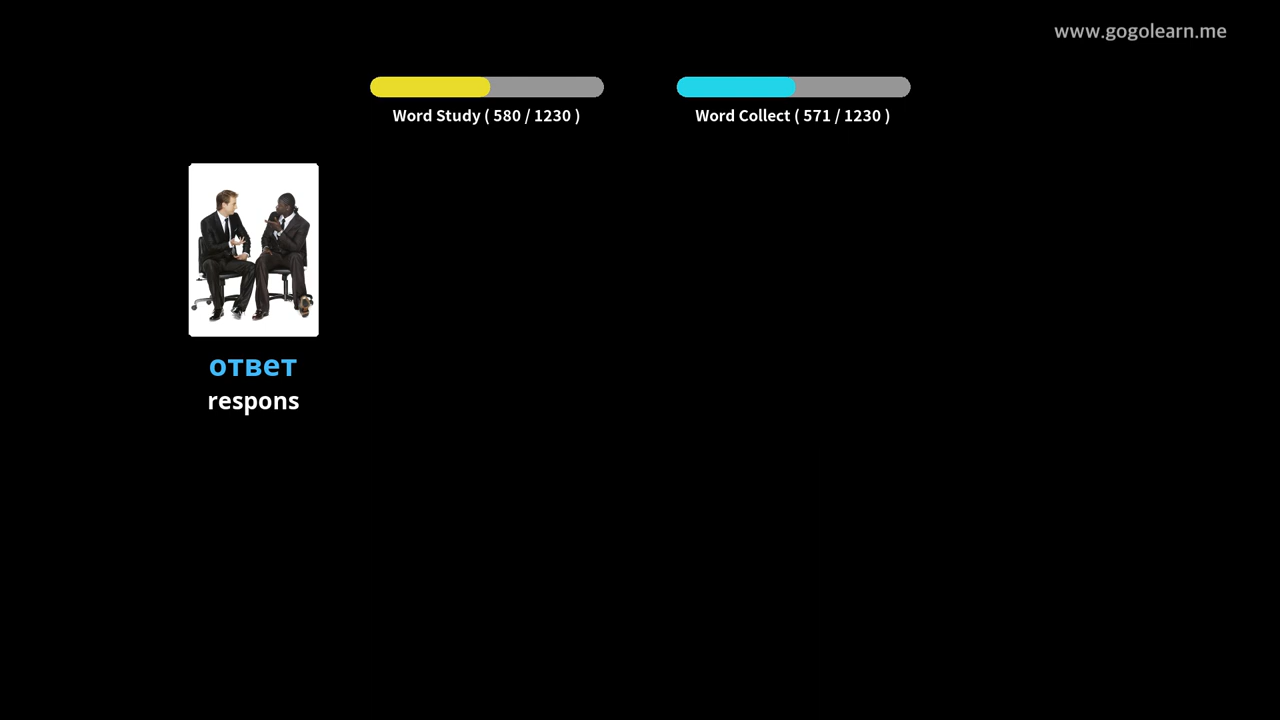 www.gogolearn.me
Word Study ( 580 / 1230 )
Word Collect ( 571 / 1230 )
ответ
respons